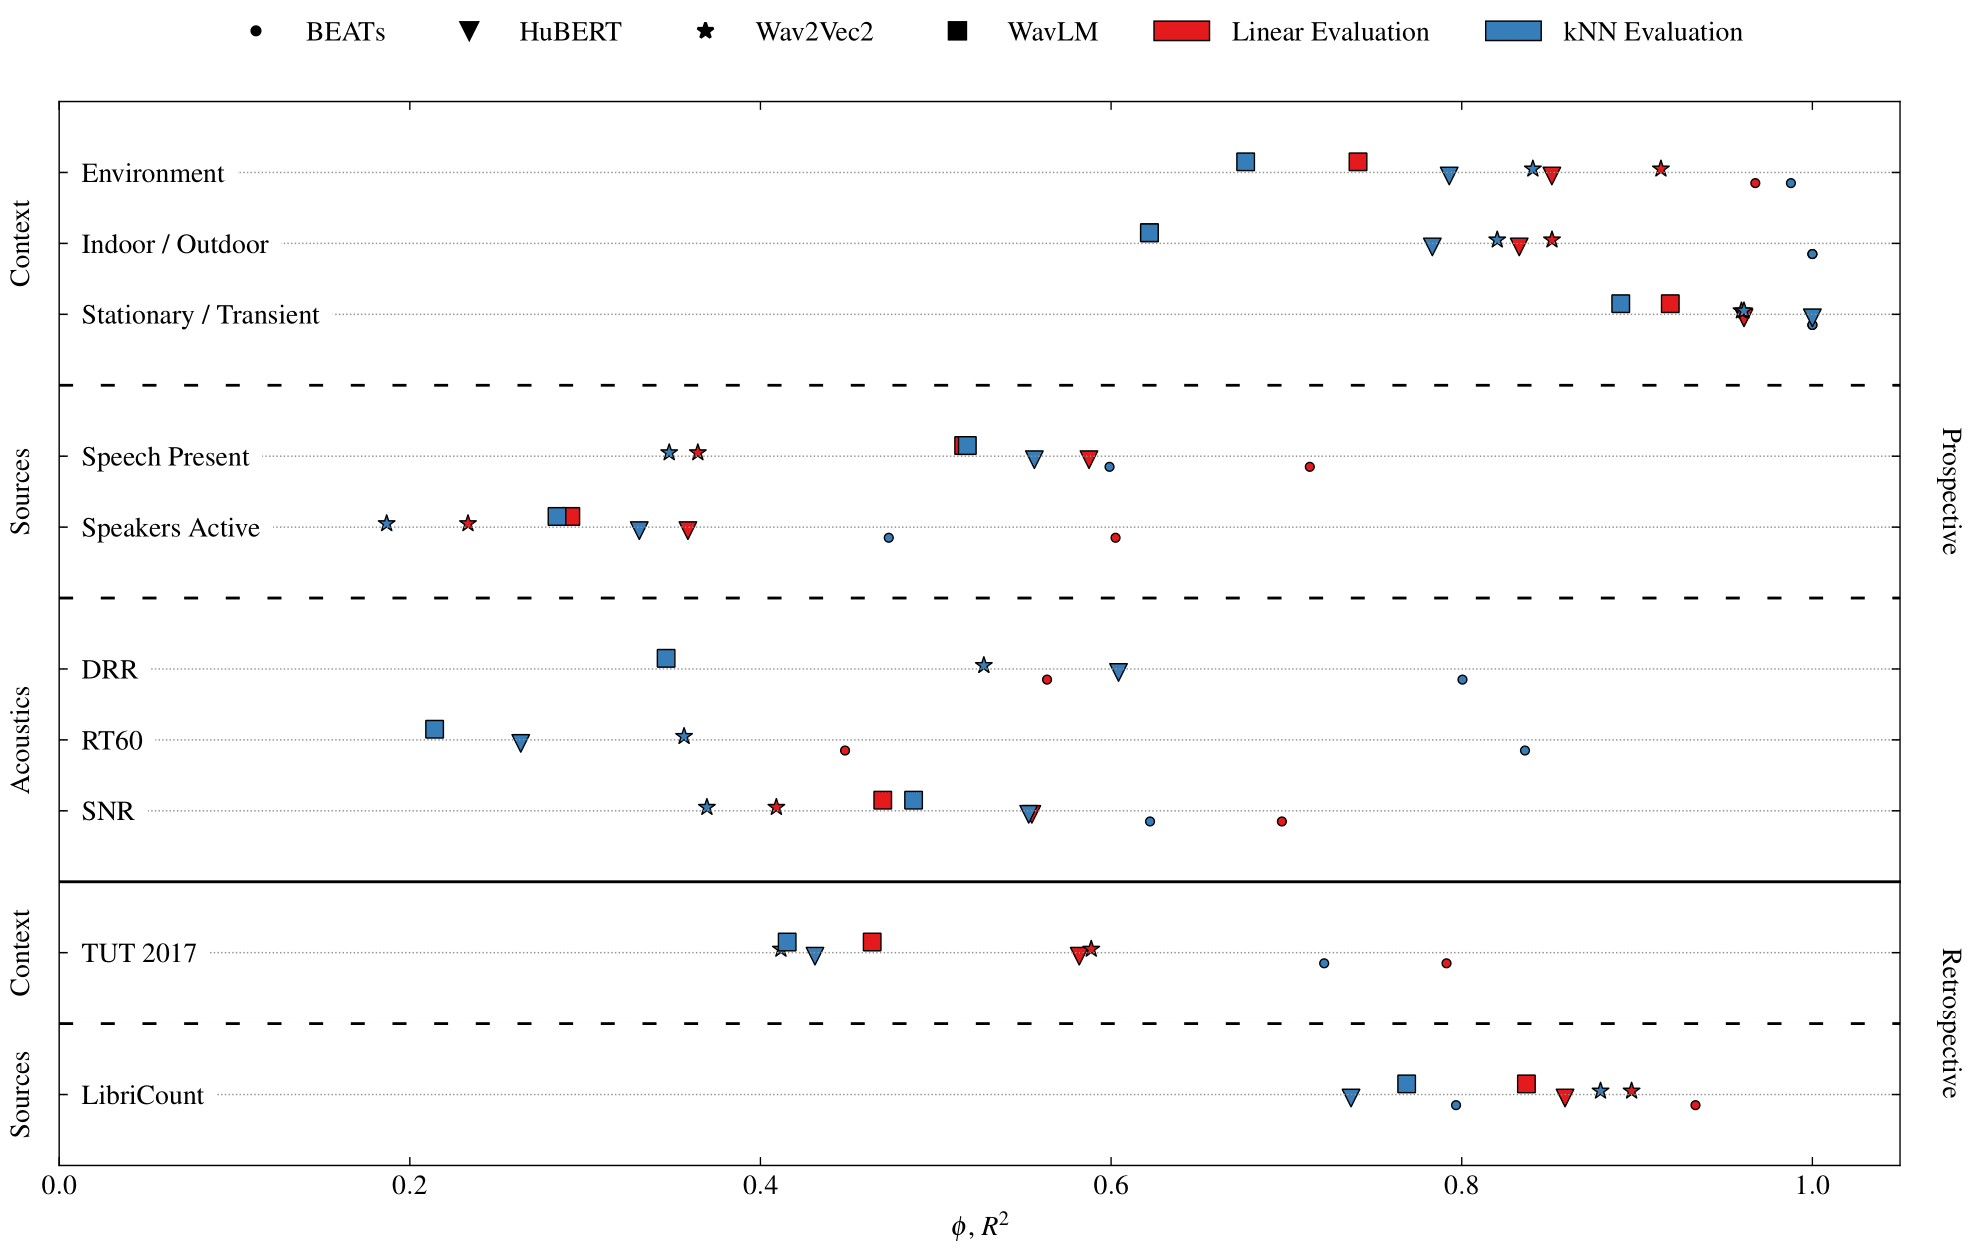 BEATs HuBERT Wav2Vec2 WavLM Linear Evaluation kNN Evaluation
Context
Environment
Indoor / Outdoor
Stationary / Transient
Sources
Speech Present
Speakers Active
Prospective
Acoustics
DRR
RT60
SNR
Context
TUT 2017
Retrospective
Sources
LibriCount
0.0 0.2 0.4 0.6 0.8 1.0
ϕ, R²